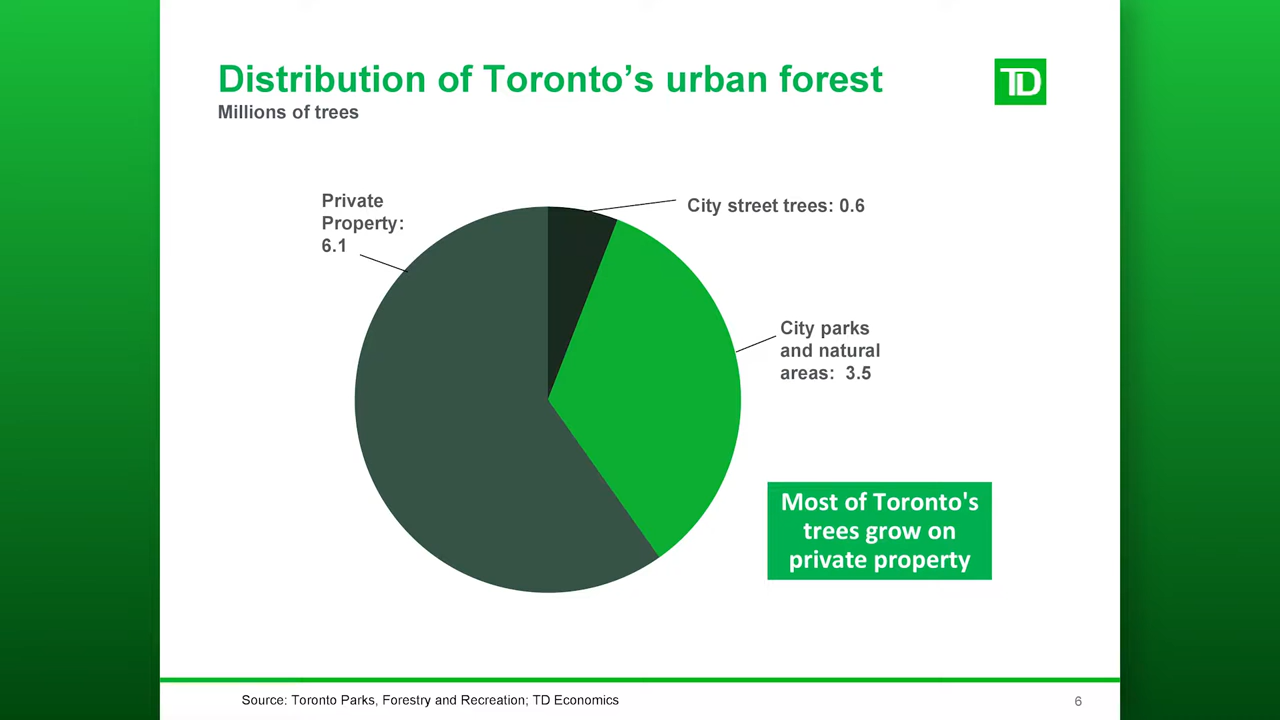 Distribution of Toronto’s urban forest
TD
Millions of trees
Private
Property:
6.1
City street trees: 0.6
City parks
and natural
areas:  3.5
Most of Toronto's
trees grow on
private property
Source: Toronto Parks, Forestry and Recreation; TD Economics
6